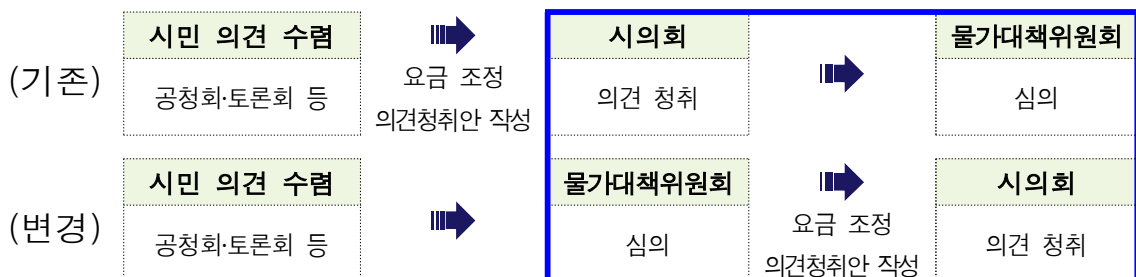 (기존)
시민 의견 수렴
공청회·토론회 등
요금 조정
의견청취안 작성
시의회
의견 청취
물가대책위원회
심의
(변경)
시민 의견 수렴
공청회·토론회 등
물가대책위원회
심의
요금 조정
의견청취안 작성
시의회
의견 청취